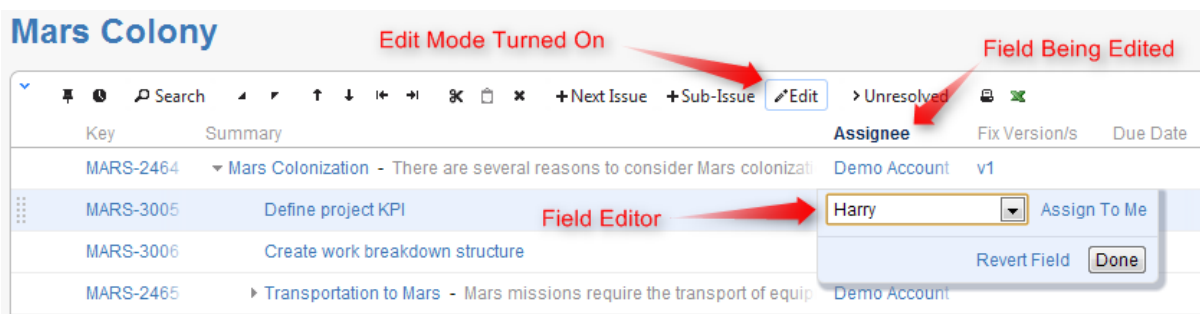 Mars Colony
Edit Mode Turned On
Field Being Edited
Search +Next Issue +Sub-Issue Edit > Unresolved
Key Summary Assignee Fix Version/s Due Date
MARS-2464 Mars Colonization - There are several reasons to consider Mars colonizati Demo Account v1
MARS-3005 Define project KPI Field Editor Harry Assign To Me
MARS-3006 Create work breakdown structure Revert Field Done
MARS-2465 Transportation to Mars - Mars missions require the transport of equip Demo Account